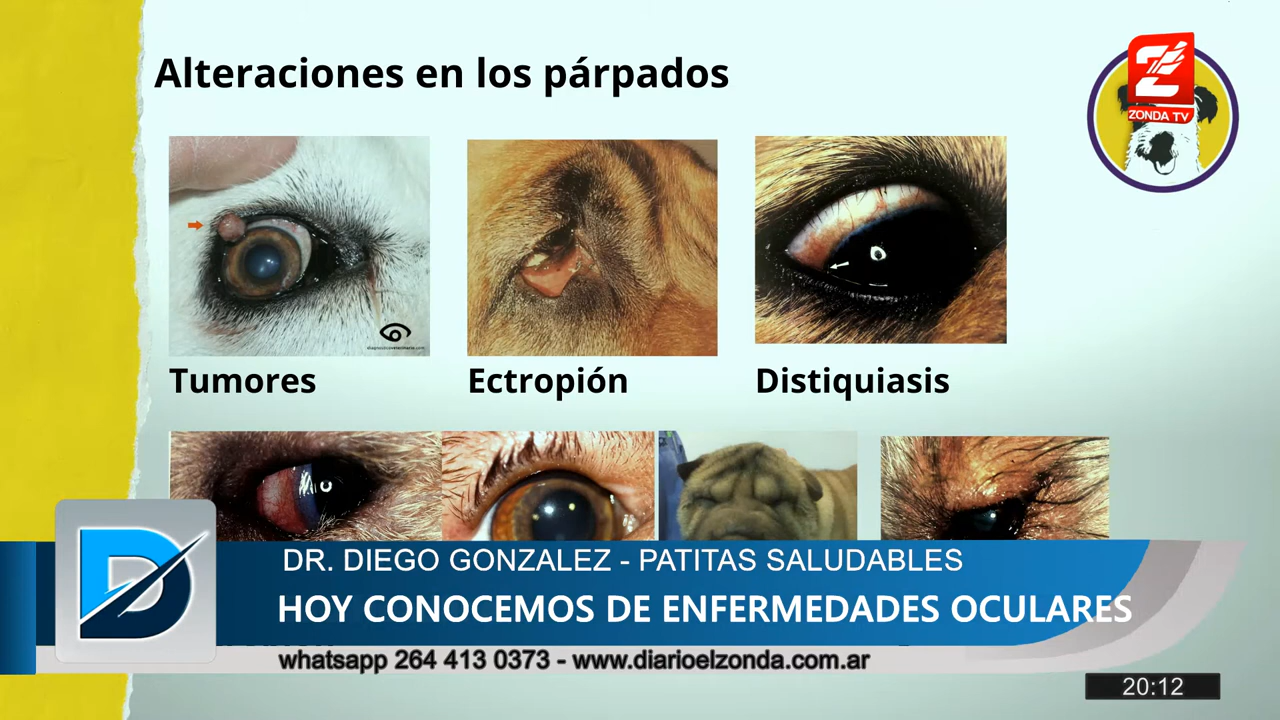 Alteraciones en los párpados
ZONDA TV
Tumores
Ectropión
Distiquiasis
DR. DIEGO GONZALEZ - PATITAS SALUDABLES
HOY CONOCEMOS DE ENFERMEDADES OCULARES
whatsapp 264 413 0373 - www.diarioelzonda.com.ar
20:12